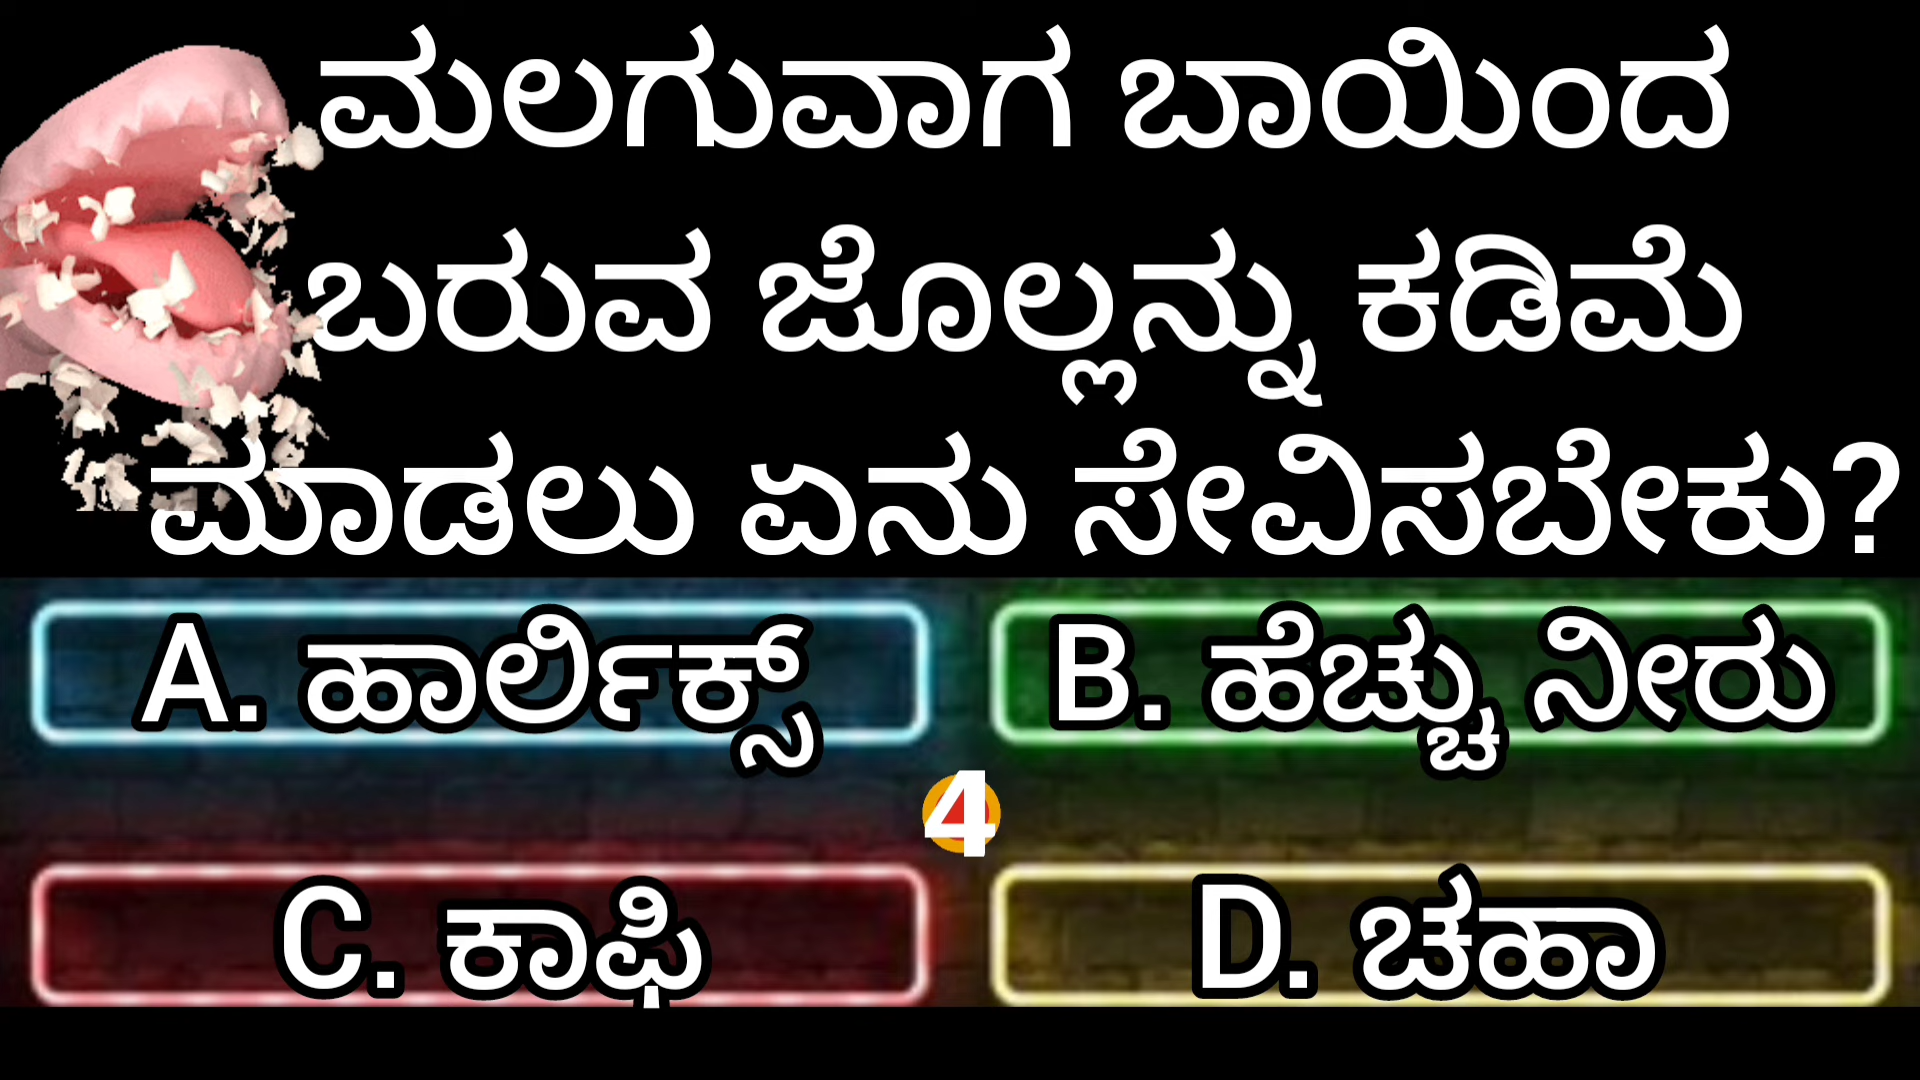 ಮಲಗುವಾಗ ಬಾಯಿಂದ
ಬರುವ ಜೊಲ್ಲನ್ನು ಕಡಿಮೆ
ಮಾಡಲು ಏನು ಸೇವಿಸಬೇಕು?
A. ಹಾರ್ಲಿಕ್ಸ್
B. ಹೆಚ್ಚು ನೀರು
4
C. ಕಾಫಿ
D. ಚಹಾ